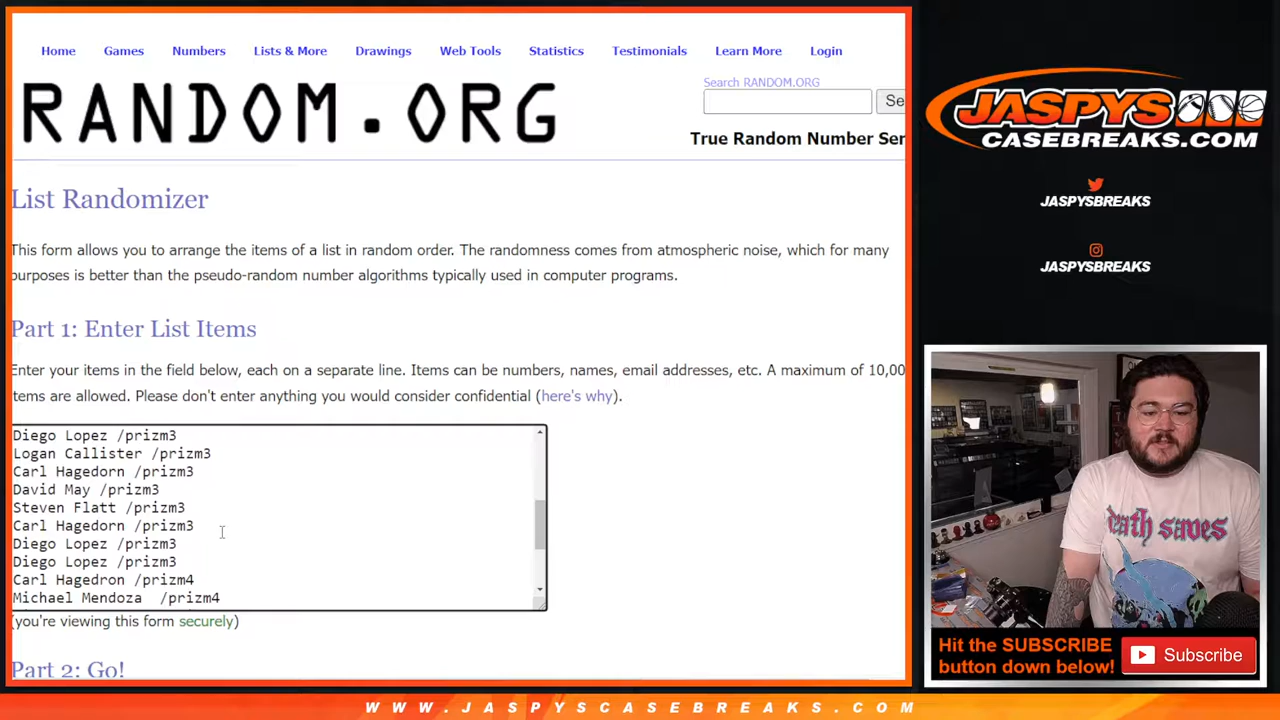 Home Games Numbers Lists & More Drawings Web Tools Statistics Testimonials Learn More Login
Search RANDOM.ORG
RANDOM.ORG
Se
True Random Number Ser
List Randomizer
This form allows you to arrange the items of a list in random order. The randomness comes from atmospheric noise, which for many
purposes is better than the pseudo-random number algorithms typically used in computer programs.
Part 1: Enter List Items
Enter your items in the field below, each on a separate line. Items can be numbers, names, email addresses, etc. A maximum of 10,00
tems are allowed. Please don't enter anything you would consider confidential (here's why).
Diego Lopez /prizm3
Logan Callister /prizm3
Carl Hagedorn /prizm3
David May /prizm3
Steven Flatt /prizm3
Carl Hagedorn /prizm3
Diego Lopez /prizm3
Diego Lopez /prizm3
Carl Hagedron /prizm4
Michael Mendoza /prizm4
(you're viewing this form securely)
Part 2: Go!
JASPYS
CASEBREAKS.COM
JASPYSBREAKS
JASPYSBREAKS
death saves
Hit the SUBSCRIBE
button down below!
Subscribe
WWW.JASPYSCASEBREAKS.COM